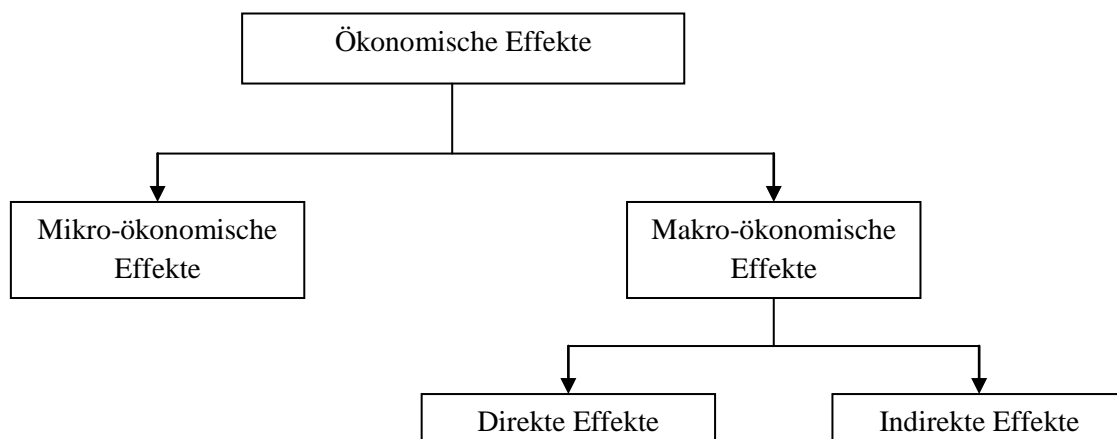 Ökonomische Effekte
Mikro-ökonomische
Effekte
Makro-ökonomische
Effekte
Direkte Effekte
Indirekte Effekte